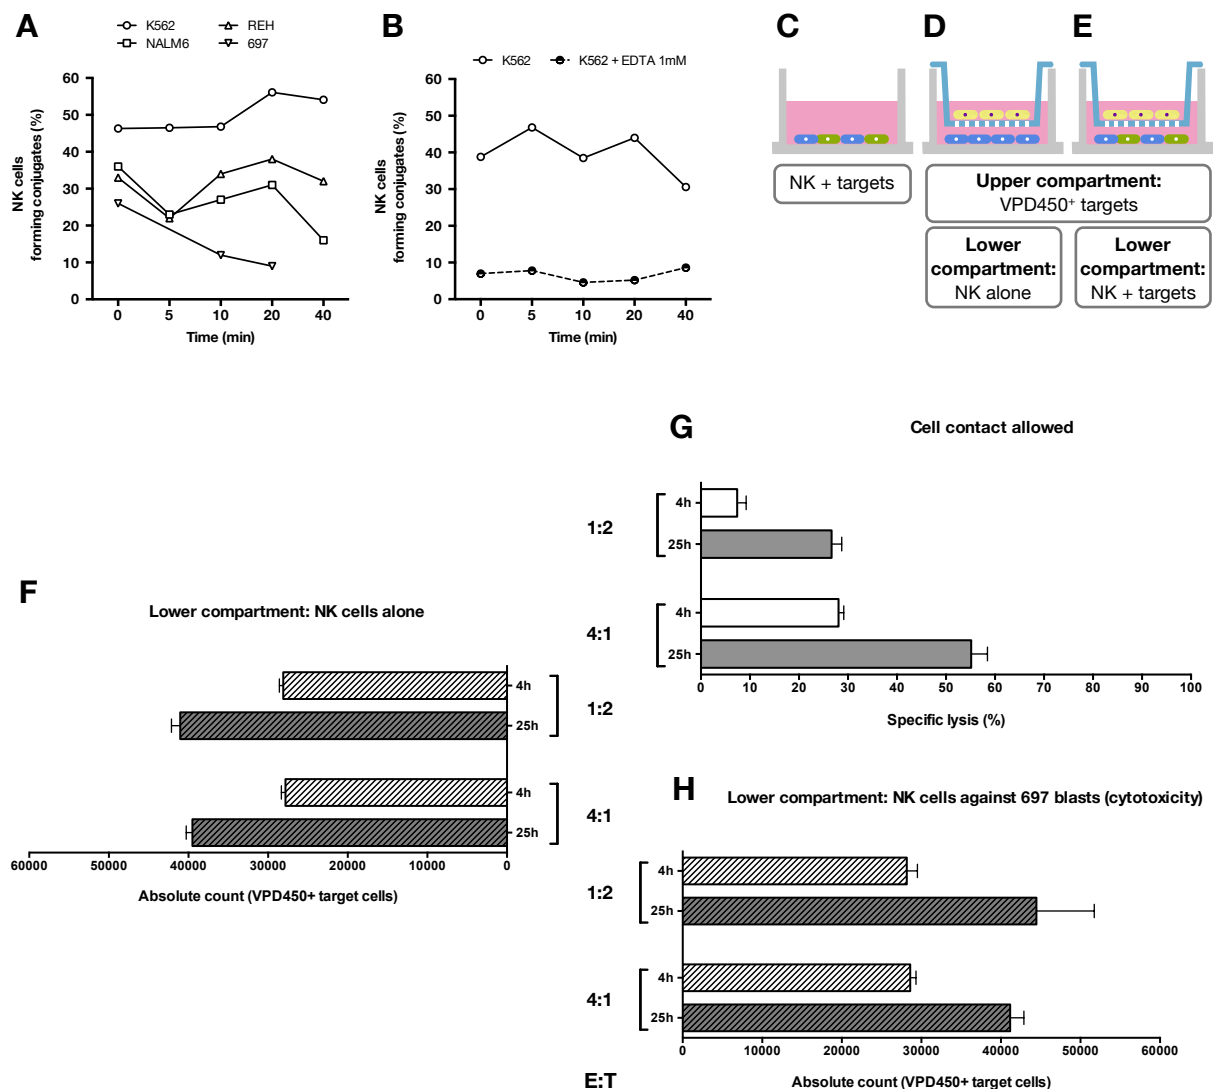 A
K562
REH
NALM6
697
60
50
40
30
20
10
0
NK cells
forming conjugates (%)
0
5
10
20
40
Time (min)
B
K562
K562 + EDTA 1mM
60
50
40
30
20
10
0
NK cells
forming conjugates (%)
0
5
10
20
40
Time (min)
C
D
E
NK + targets
Upper compartment:
VPD450+ targets
Lower
compartment:
NK alone
Lower
compartment:
NK + targets
G
Cell contact allowed
1:2
4h
25h
4:1
4h
25h
0 10 20 30 40 50 60 70 80 90 100
Specific lysis (%)
F
Lower compartment: NK cells alone
4h
25h
1:2
4h
25h
4:1
60000 50000 40000 30000 20000 10000 0
Absolute count (VPD450+ target cells)
H
Lower compartment: NK cells against 697 blasts (cytotoxicity)
1:2
4h
25h
4:1
4h
25h
0 10000 20000 30000 40000 50000 60000
E:T
Absolute count (VPD450+ target cells)